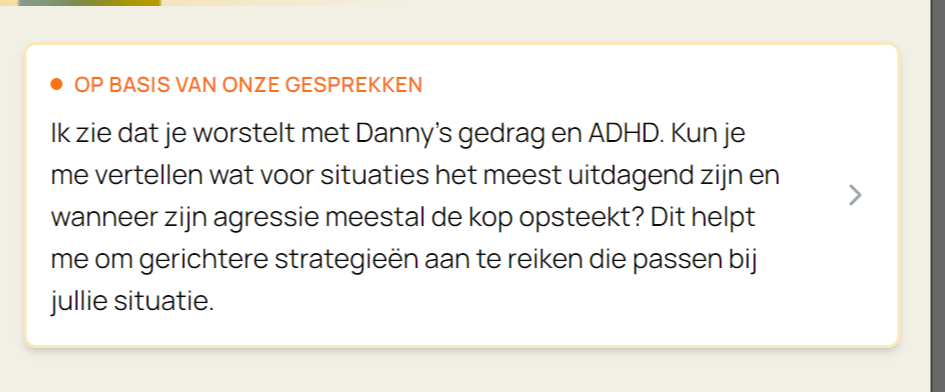 OP BASIS VAN ONZE GESPREKKEN
Ik zie dat je worstelt met Danny's gedrag en ADHD. Kun je
me vertellen wat voor situaties het meest uitdagend zijn en
wanneer zijn agressie meestal de kop opsteekt? Dit helpt
me om gerichtere strategieën aan te reiken die passen bij
jullie situatie.